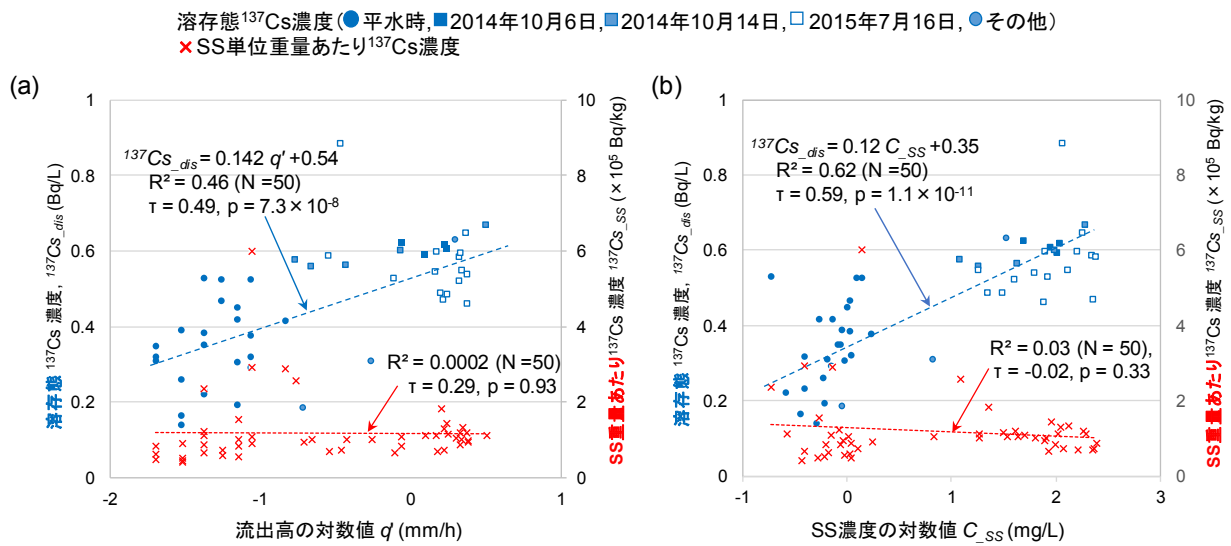 溶存態¹³⁷Cs濃度(●平水時,■2014年10月6日,■2014年10月14日,□2015年7月16日,●その他)
×SS単位重量あたり¹³⁷Cs濃度
(a)
溶存態 ¹³⁷Cs 濃度, ¹³⁷Cs_dis (Bq/L)
1
0.8
0.6
0.4
0.2
0
¹³⁷Cs_dis = 0.142 q′ +0.54
R² = 0.46 (N =50)
τ = 0.49, p = 7.3×10⁻⁸
R² = 0.0002 (N =50)
τ = 0.29, p = 0.93
10
8
6
4
2
0
SS重量あたり¹³⁷Cs 濃度 ¹³⁷Cs_SS (×10⁵ Bq/kg)
-2
-1
0
1
流出高の対数値 q′ (mm/h)
(b)
溶存態 ¹³⁷Cs 濃度, ¹³⁷Cs_dis (Bq/L)
1
0.8
0.6
0.4
0.2
0
¹³⁷Cs_dis = 0.12 C_SS +0.35
R² = 0.62 (N =50)
τ = 0.59, p = 1.1×10⁻¹¹
R² = 0.03 (N = 50),
τ = -0.02, p = 0.33
10
8
6
4
2
0
SS重量あたり¹³⁷Cs 濃度 ¹³⁷Cs_SS (×10⁵ Bq/kg)
-1
0
1
2
3
SS濃度の対数値 C_SS (mg/L)